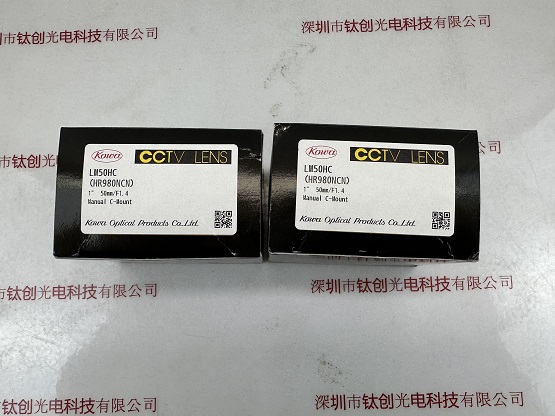 深圳市钛创光电科技有限公司
深圳市钛创光电科技有限公司
Kowa
CCTV LENS
LM50HC
(HR980NCN)
1" 50mm/F1.4
Manual C-Mount
Kowa Optical Products Co.,Ltd.
Kowa
CCTV LENS
LM50HC
(HR980NCN)
1" 50mm/F1.4
Manual C-Mount
Kowa Optical Products Co.,Ltd.
市钛创光电科技有限公司
深圳市钛创光电科技有限公司
深圳市钛创光电科技有限公司
深圳市钛创光电科技有限公司